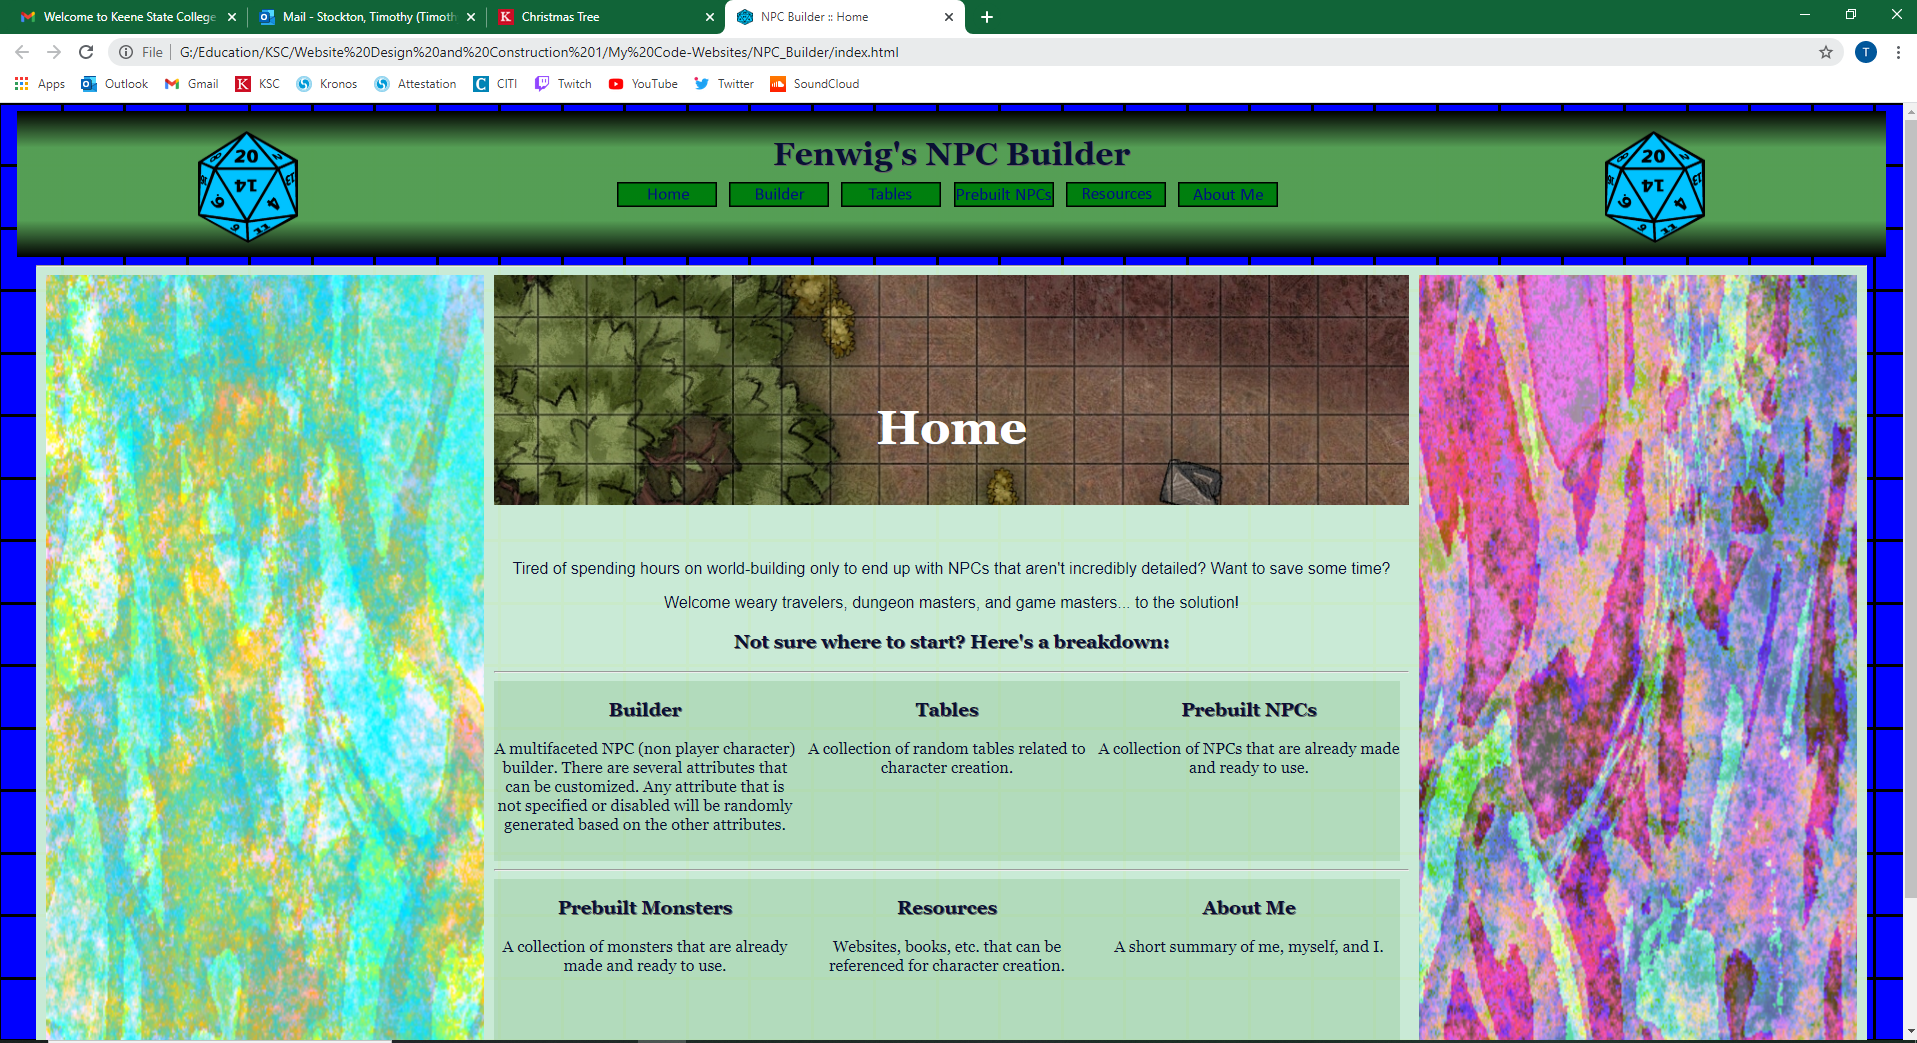 Welcome to Keene State College
Mail - Stockton, Timothy (Timoth
Christmas Tree
NPC Builder :: Home
File
G:/Education/KSC/Website%20Design%20and%20Construction%201/My%20Code-Websites/NPC_Builder/index.html
T
Apps Outlook Gmail KSC Kronos Attestation CITI Twitch YouTube Twitter SoundCloud
Fenwig's NPC Builder
20
14
20
14
Home Builder Tables Prebuilt NPCs Resources About Me
Home
Tired of spending hours on world-building only to end up with NPCs that aren't incredibly detailed? Want to save some time?
Welcome weary travelers, dungeon masters, and game masters... to the solution!
Not sure where to start? Here's a breakdown:
Builder
A multifaceted NPC (non player character)
builder. There are several attributes that
can be customized. Any attribute that is
not specified or disabled will be randomly
generated based on the other attributes.
Tables
A collection of random tables related to
character creation.
Prebuilt NPCs
A collection of NPCs that are already made
and ready to use.
Prebuilt Monsters
A collection of monsters that are already
made and ready to use.
Resources
Websites, books, etc. that can be
referenced for character creation.
About Me
A short summary of me, myself, and I.